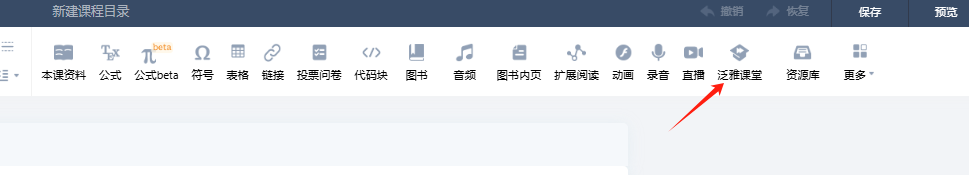 新建课程目录 撤销 恢复 保存 预览
beta
本课资料 公式 公式beta 符号 表格 链接 投票问卷 代码块 图书 音频 图书内页 扩展阅读 动画 录音 直播 泛雅课堂 资源库 更多